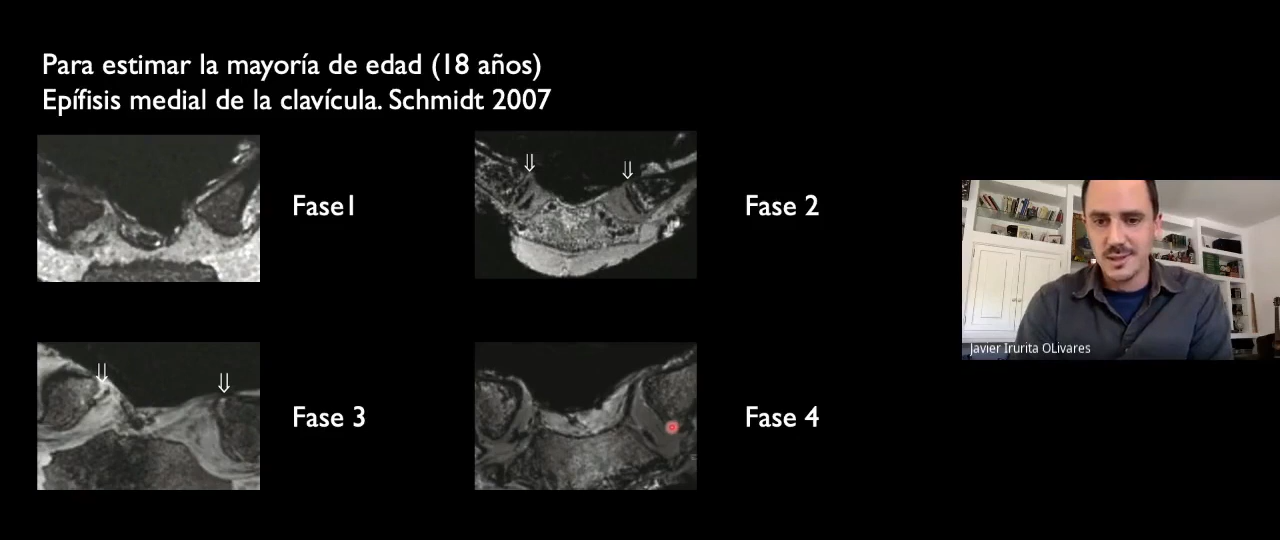 Para estimar la mayoría de edad (18 años)
Epífisis medial de la clavícula. Schmidt 2007
Fase1
Fase 2
Fase 3
Fase 4
Javier Irurita OLivares